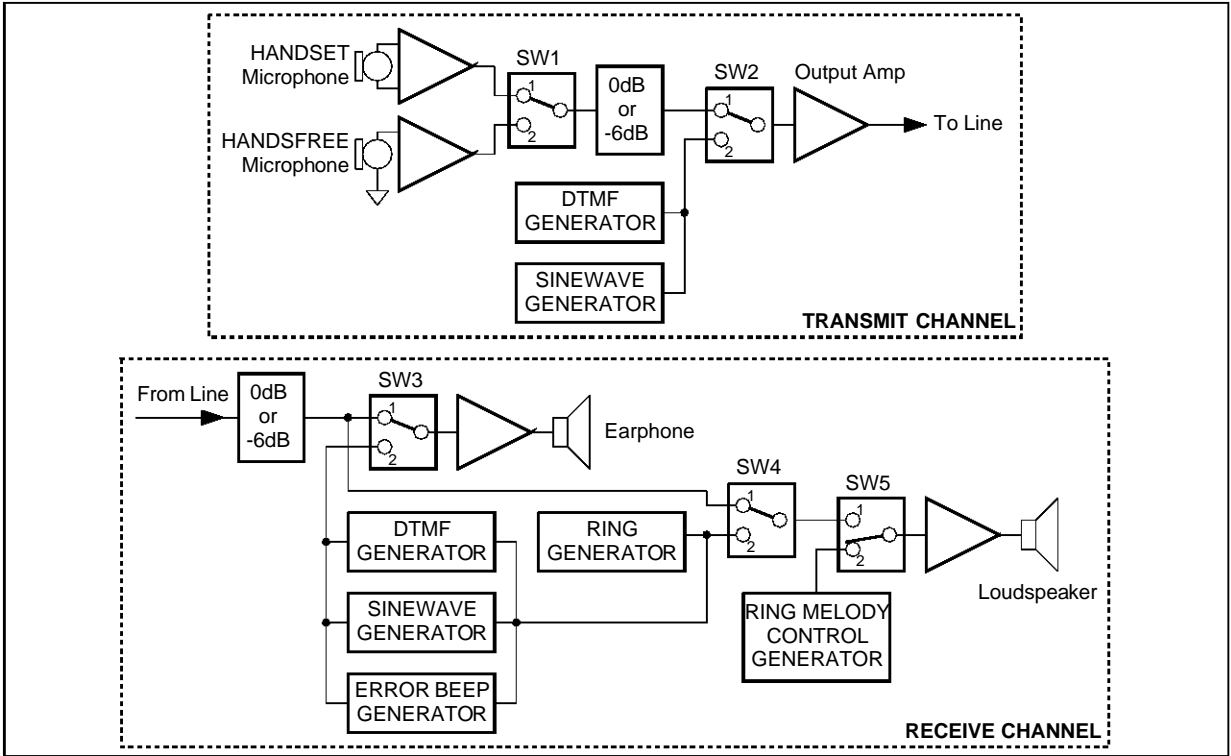 HANDSET
Microphone
SW1
1
2
0dB
or
-6dB
SW2
1
2
Output Amp
To Line
HANDSFREE
Microphone
DTMF
GENERATOR
SINEWAVE
GENERATOR
TRANSMIT CHANNEL
From Line
0dB
or
-6dB
SW3
1
2
Earphone
SW4
1
2
SW5
1
2
Loudspeaker
DTMF
GENERATOR
RING
GENERATOR
SINEWAVE
GENERATOR
RING MELODY
CONTROL
GENERATOR
ERROR BEEP
GENERATOR
RECEIVE CHANNEL